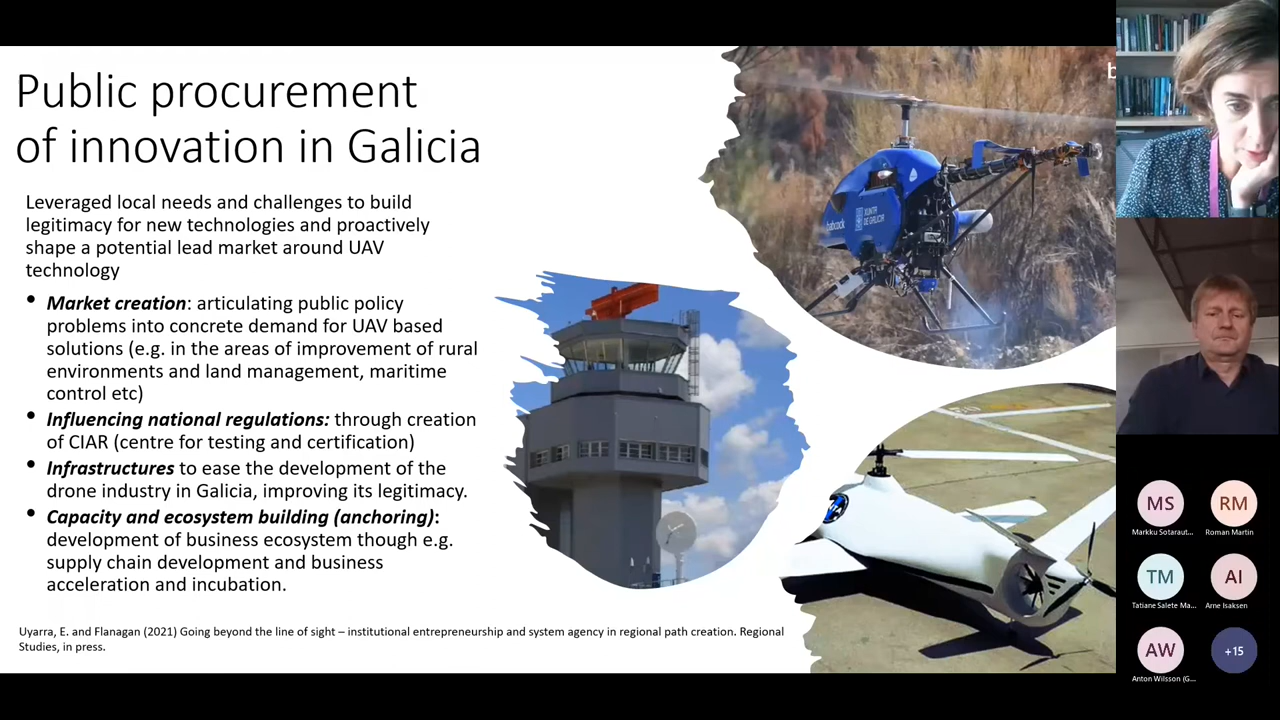 Public procurement
of innovation in Galicia
Leveraged local needs and challenges to build
legitimacy for new technologies and proactively
shape a potential lead market around UAV
technology
• Market creation: articulating public policy
problems into concrete demand for UAV based
solutions (e.g. in the areas of improvement of rural
environments and land management, maritime
control etc)
• Influencing national regulations: through creation
of CIAR (centre for testing and certification)
• Infrastructures to ease the development of the
drone industry in Galicia, improving its legitimacy.
• Capacity and ecosystem building (anchoring):
development of business ecosystem though e.g.
supply chain development and business
acceleration and incubation.
Uyarra, E. and Flanagan (2021) Going beyond the line of sight – institutional entrepreneurship and system agency in regional path creation. Regional
Studies, in press.
babcock
XUNTA
DE GALICIA
MS
RM
Markku Sotaraut...
Roman Martin
TM
AI
Tatiane Salete Ma...
Arne Isaksen
AW
+15
Anton Wilsson (G...